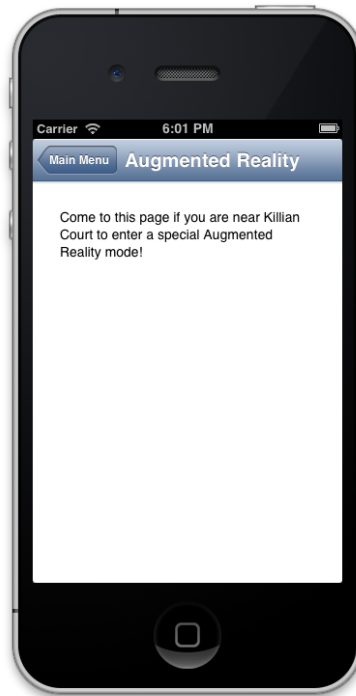 Carrier 6:01 PM
Main Menu Augmented Reality
Come to this page if you are near Killian
Court to enter a special Augmented
Reality mode!